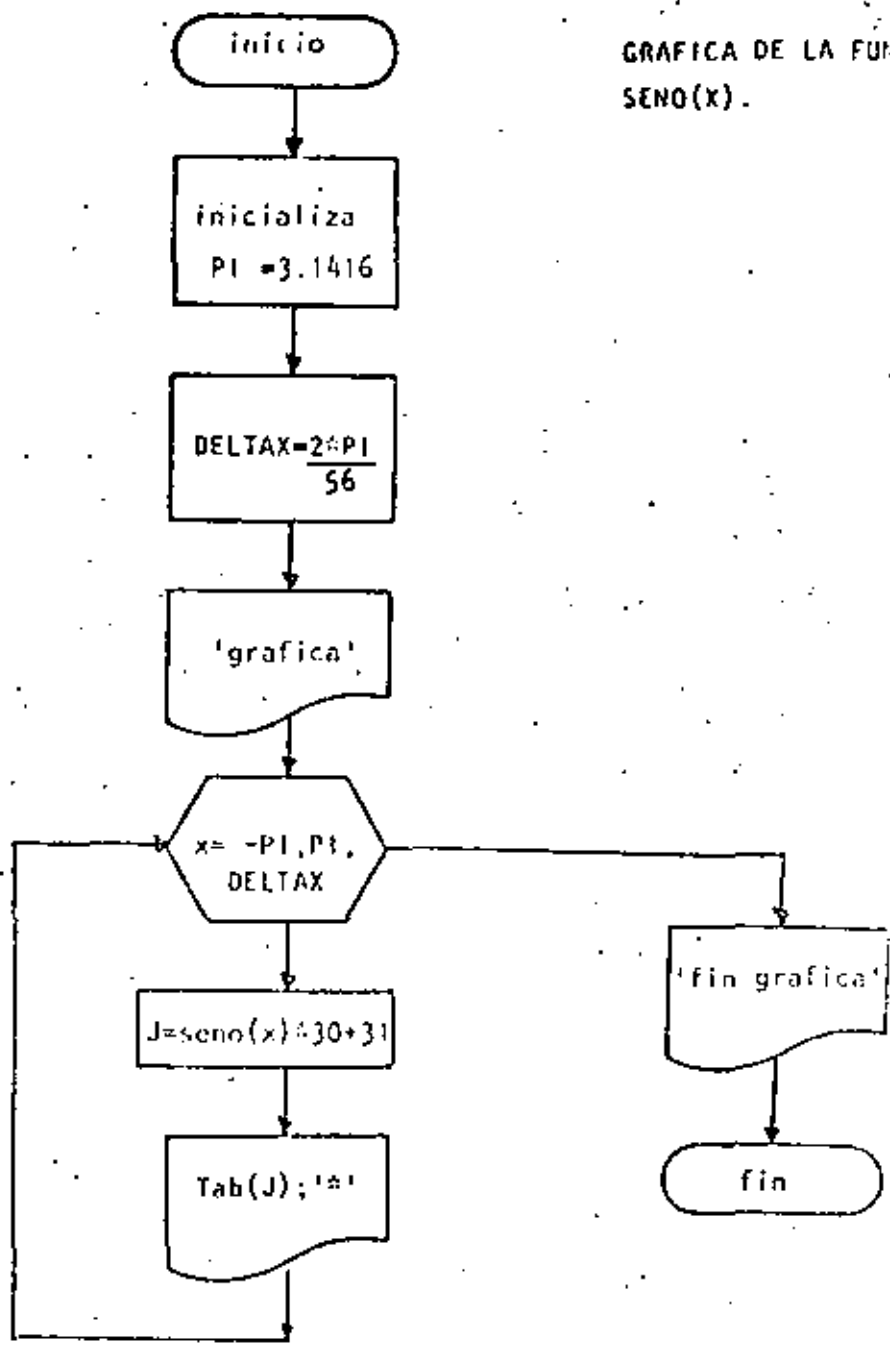 inicio
GRAFICA DE LA
SENO(X).
inicializa
PI =3.1416
DELTAX=2*PI
56
'grafica'
x= -PI,PI,
DELTAX
'fin grafica'
J=seno(x)*30+31
Tab(J);'*'
fin